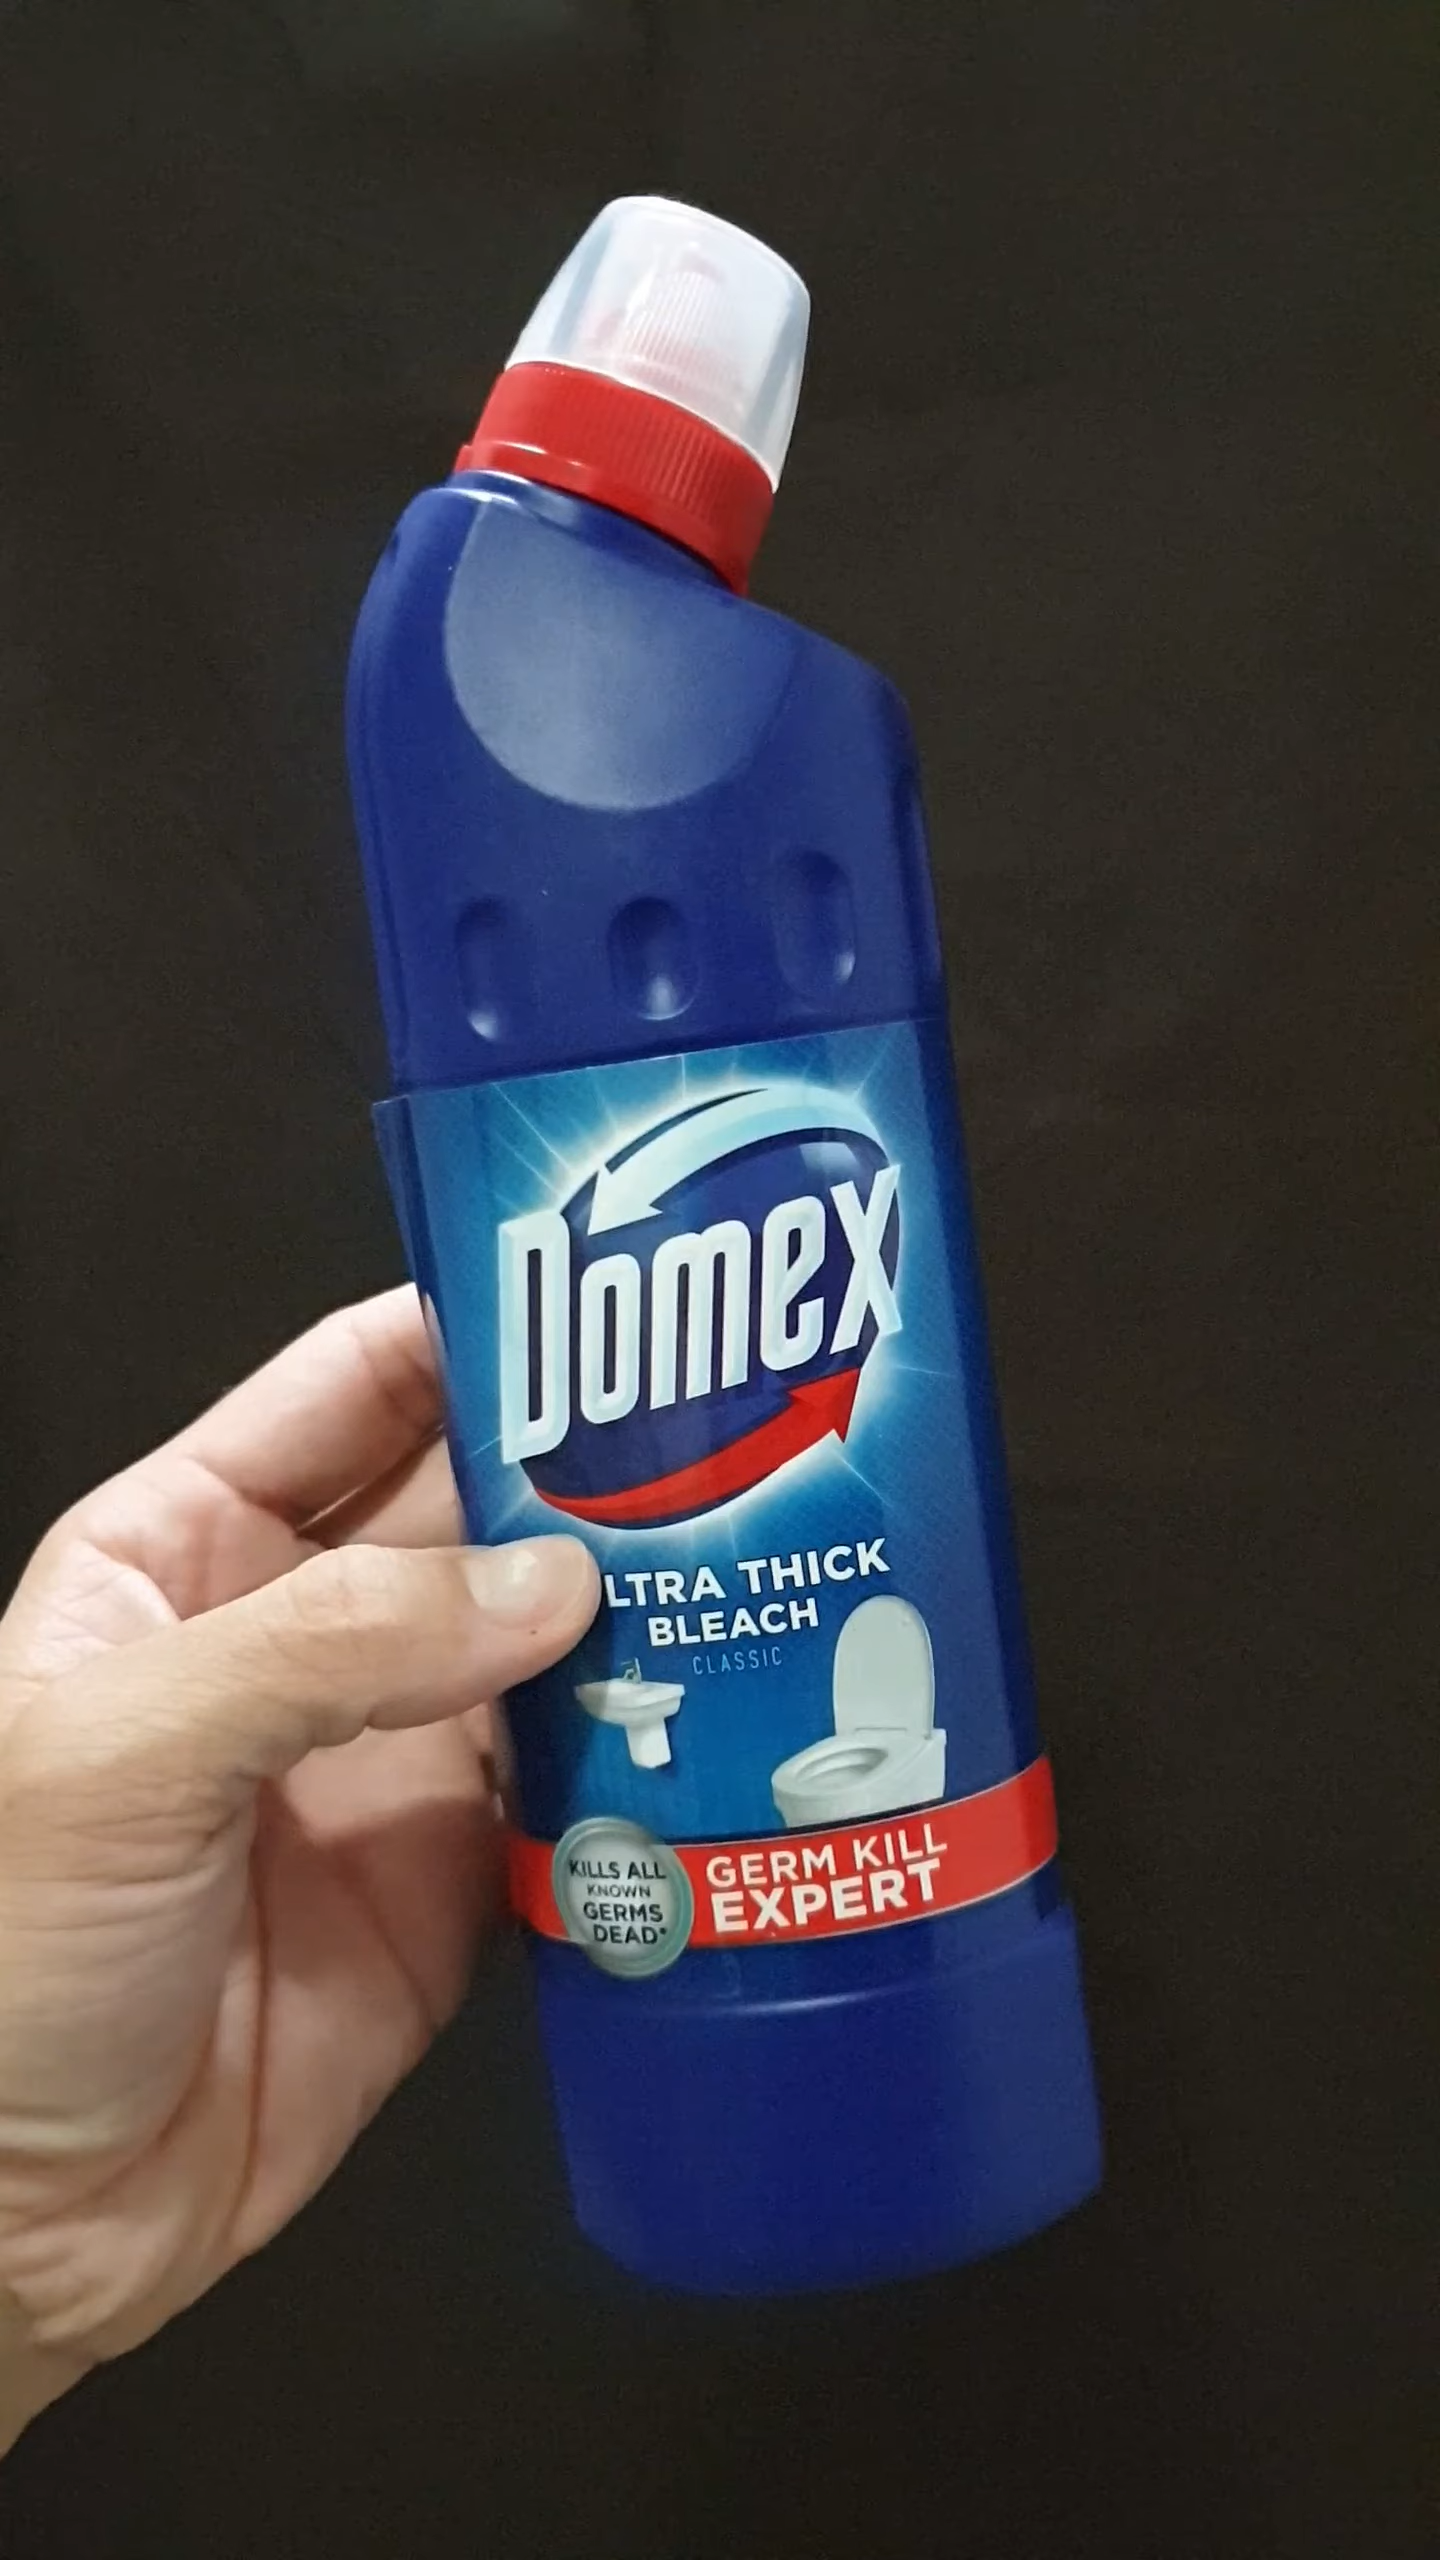 Domex
LTRA THICK
BLEACH
CLASSIC
KILLS ALL
KNOWN
GERMS
DEAD*
GERM KILL
EXPERT